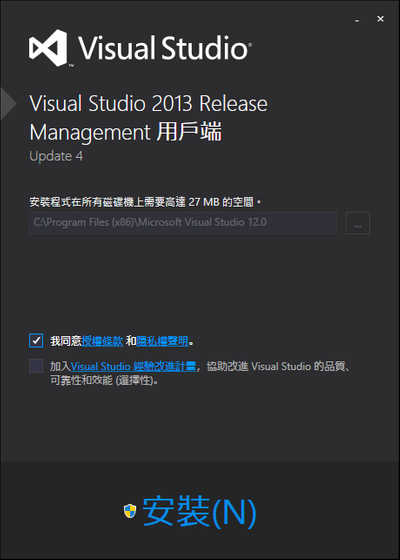 Visual Studio®
Visual Studio 2013 Release
Management 用戶端
Update 4
安裝程式在所有磁碟機上需要高達 27 MB 的空間。
C:\Program Files (x86)\Microsoft Visual Studio 12.0
...
我同意授權條款 和隱私權聲明。
加入Visual Studio 經驗改進計畫，協助改進 Visual Studio 的品質、
可靠性和效能 (選擇性)。
安裝(N)